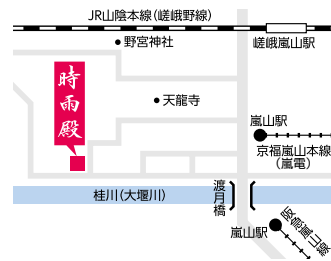 JR山陰本線（嵯峨野線）
野宮神社
嵯峨嵐山駅
時雨殿
天龍寺
嵐山駅
京福嵐山本線
（嵐電）
桂川（大堰川）
渡月橋
嵐山駅
阪急嵐山線